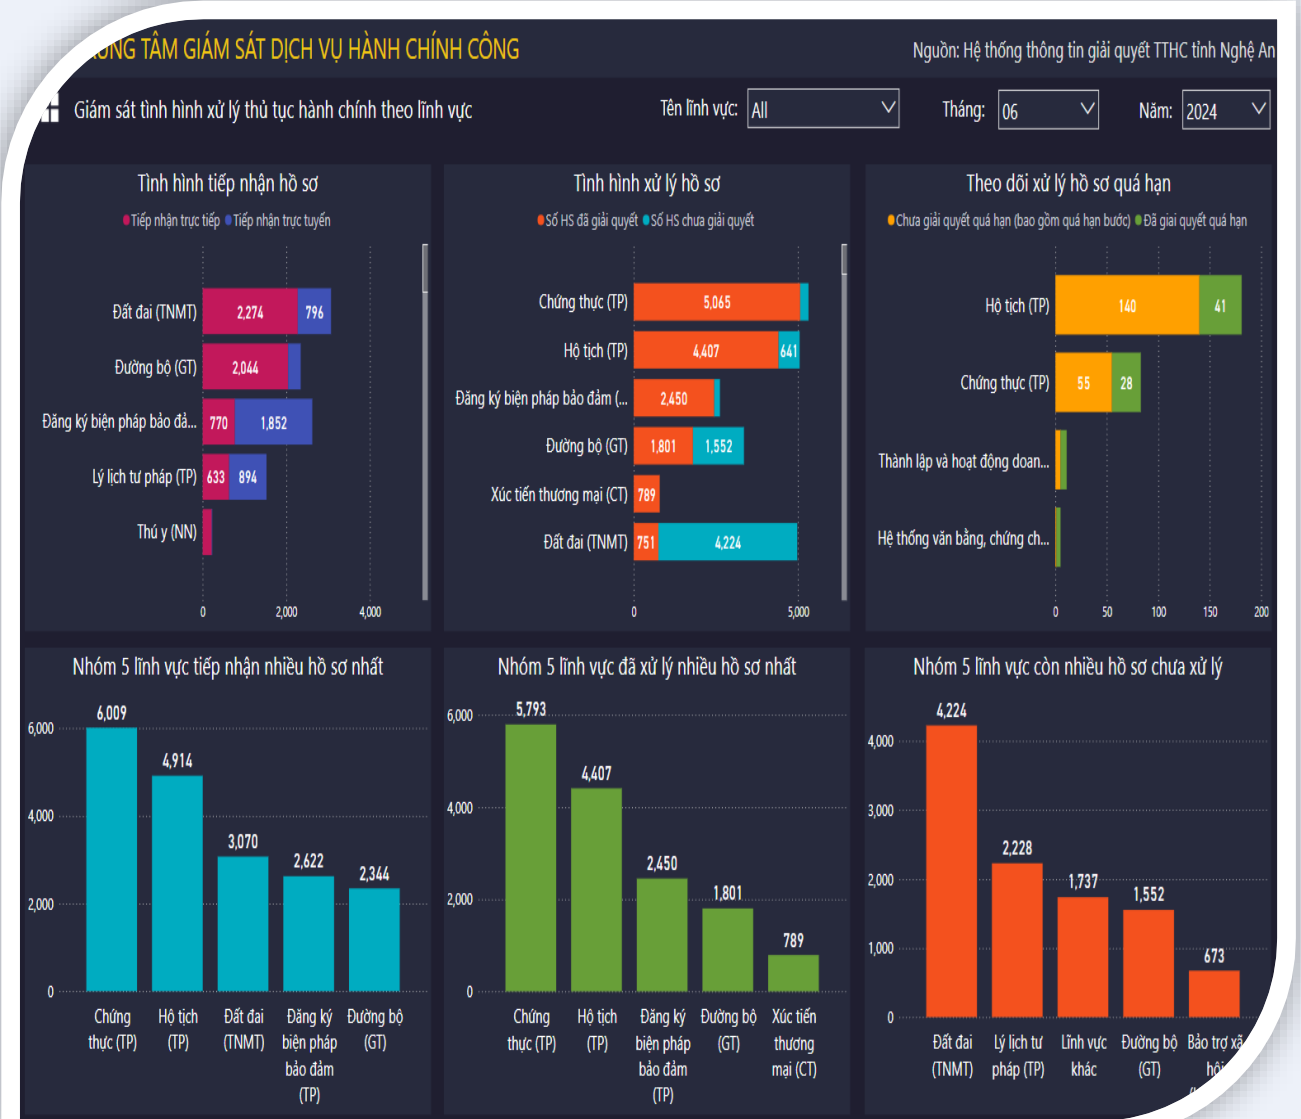 TÂM GIÁM SÁT DỊCH VỤ HÀNH CHÍNH CÔNG
Nguồn: Hệ thống thông tin giải quyết TTHC tỉnh Nghệ An
Giám sát tình hình xử lý thủ tục hành chính theo lĩnh vực
Tên lĩnh vực: All
Tháng: 06
Năm: 2024
Tình hình tiếp nhận hồ sơ
Tiếp nhận trực tiếp Tiếp nhận trực tuyến
Đất đai (TNMT) 2,274 796
Đường bộ (GT) 2,044
Đăng ký biện pháp bảo đả... 770 1,852
Lý lịch tư pháp (TP) 633 894
Thú y (NN)
0 2,000 4,000
Tình hình xử lý hồ sơ
Số HS đã giải quyết Số HS chưa giải quyết
Chứng thực (TP) 5,065
Hộ tịch (TP) 4,407 641
Đăng ký biện pháp bảo đảm (... 2,450
Đường bộ (GT) 1,801 1,552
Xúc tiến thương mại (CT) 789
Đất đai (TNMT) 751 4,224
0 5,000
Theo dõi xử lý hồ sơ quá hạn
Chưa giải quyết quá hạn (bao gồm quá hạn bước) Đã giai quyết quá hạn
Hộ tịch (TP) 140 41
Chứng thực (TP) 55 28
Thành lập và hoạt động doan...
Hệ thống văn bằng, chứng ch...
0 50 100 150 200
Nhóm 5 lĩnh vực tiếp nhận nhiều hồ sơ nhất
6,009
6,000
4,914
4,000
3,070
2,622
2,344
2,000
0
Chứng Hộ tịch Đất đai Đăng ký Đường bộ
thực (TP) (TP) (TNMT) biện pháp (GT)
bảo đảm
(TP)
Nhóm 5 lĩnh vực đã xử lý nhiều hồ sơ nhất
5,793
6,000
4,407
4,000
2,450
2,000
1,801
789
0
Chứng Hộ tịch Đăng ký Đường bộ Xúc tiến
thực (TP) (TP) biện pháp (GT) thương
bảo đảm mại (CT)
(TP)
Nhóm 5 lĩnh vực còn nhiều hồ sơ chưa xử lý
4,224
4,000
3,000
2,228
2,000
1,737
1,552
1,000
673
0
Đất đai Lý lịch tư Lĩnh vực Đường bộ Bảo trợ xã
(TNMT) pháp (TP) khác (GT) hội